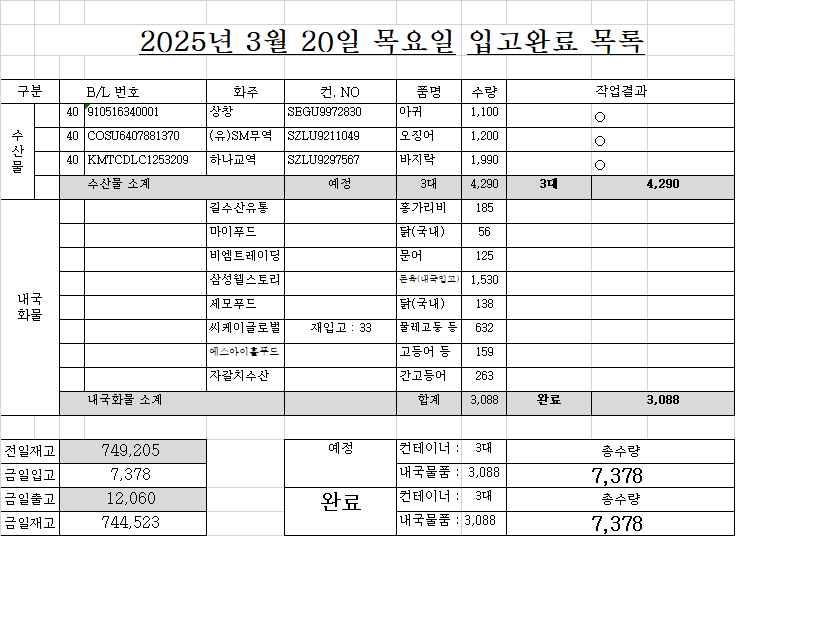 2025년 3월 20일 목요일 입고완료 목록
구분 B/L 번호 화주 컨. NO 품명 수량 작업결과
수산물
40 910516340001 상창 SEGU9972830 아귀 1,100 ○
40 COSU6407881370 (유)SM무역 SZLU9211049 오징어 1,200 ○
40 KMTCDLC1253209 하나교역 SZLU9297567 바지락 1,990 ○
수산물 소계 예정 3대 4,290 3대 4,290
내국
화물
길수산유통 홍가리비 185
마이푸드 닭(국내) 56
비엠트레이딩 문어 125
삼성웰스토리 돈육(내국입고) 1,530
세모푸드 닭(국내) 138
씨케이글로벌 재입고 : 33 물레고둥 등 632
에스아이홀푸드 고등어 등 159
자갈치수산 간고등어 263
내국화물 소계 합계 3,088 완료 3,088
전일재고 749,205 예정 컨테이너 : 3대 총수량
금일입고 7,378 내국물품 : 3,088 7,378
금일출고 12,060 완료 컨테이너 : 3대 총수량
금일재고 744,523 내국물품 : 3,088 7,378